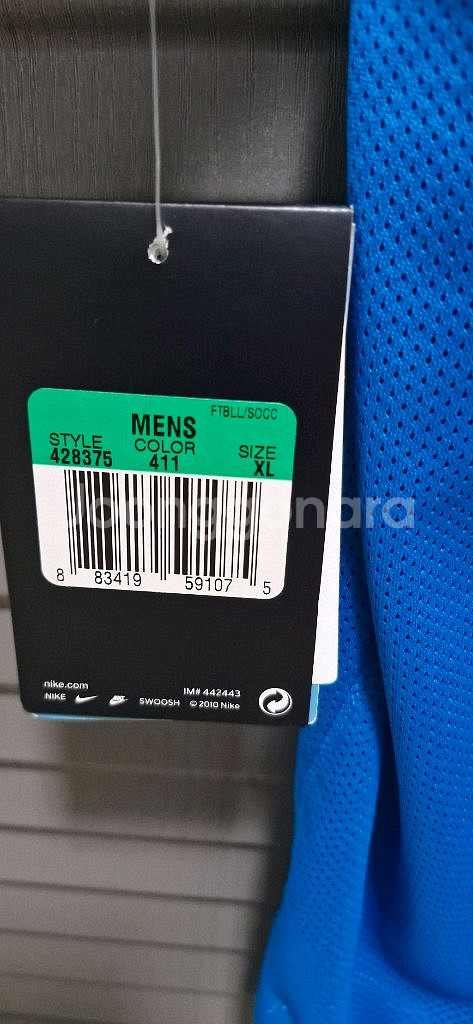 FTBLL/SOCC
MENS
STYLE COLOR SIZE
428375 411 XL
Joonggonara
8 83419 59107 5
nike.com IM# 442443
NIKE SWOOSH © 2010 Nike